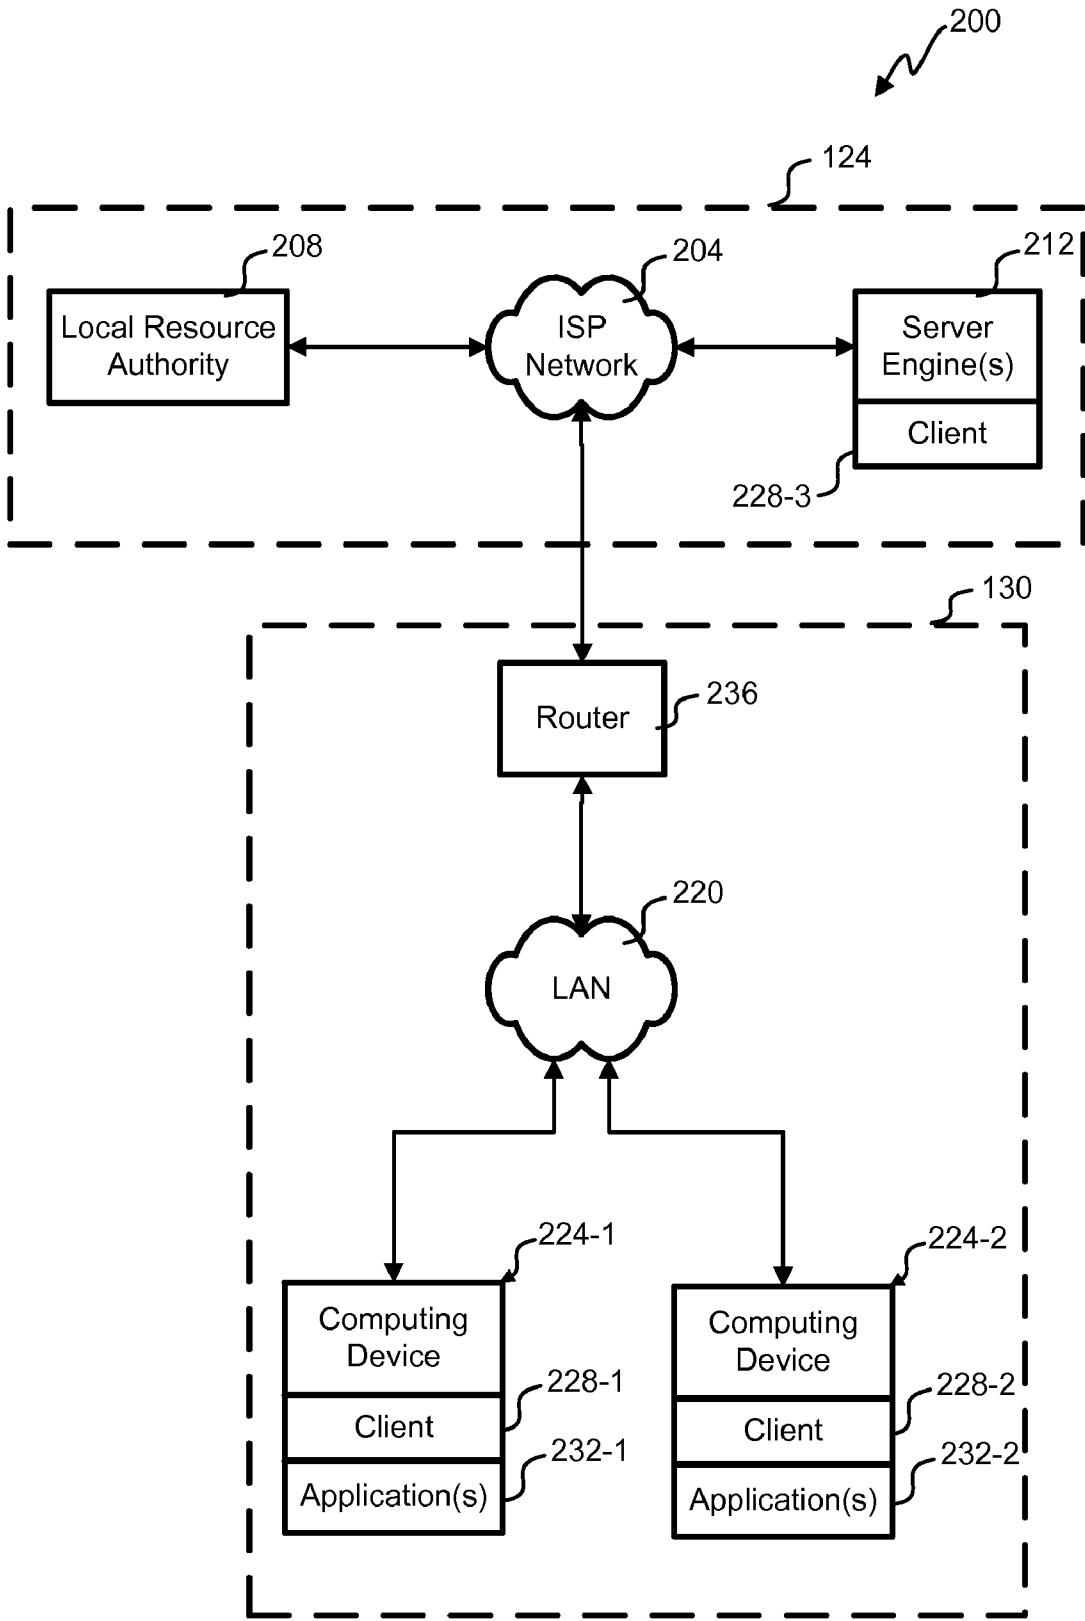 200
124
208
204
212
Local Resource
Authority
ISP
Network
Server
Engine(s)
Client
228-3
130
Router
236
220
LAN
224-1
224-2
Computing
Device
Computing
Device
228-1
228-2
Client
Client
232-1
232-2
Application(s)
Application(s)